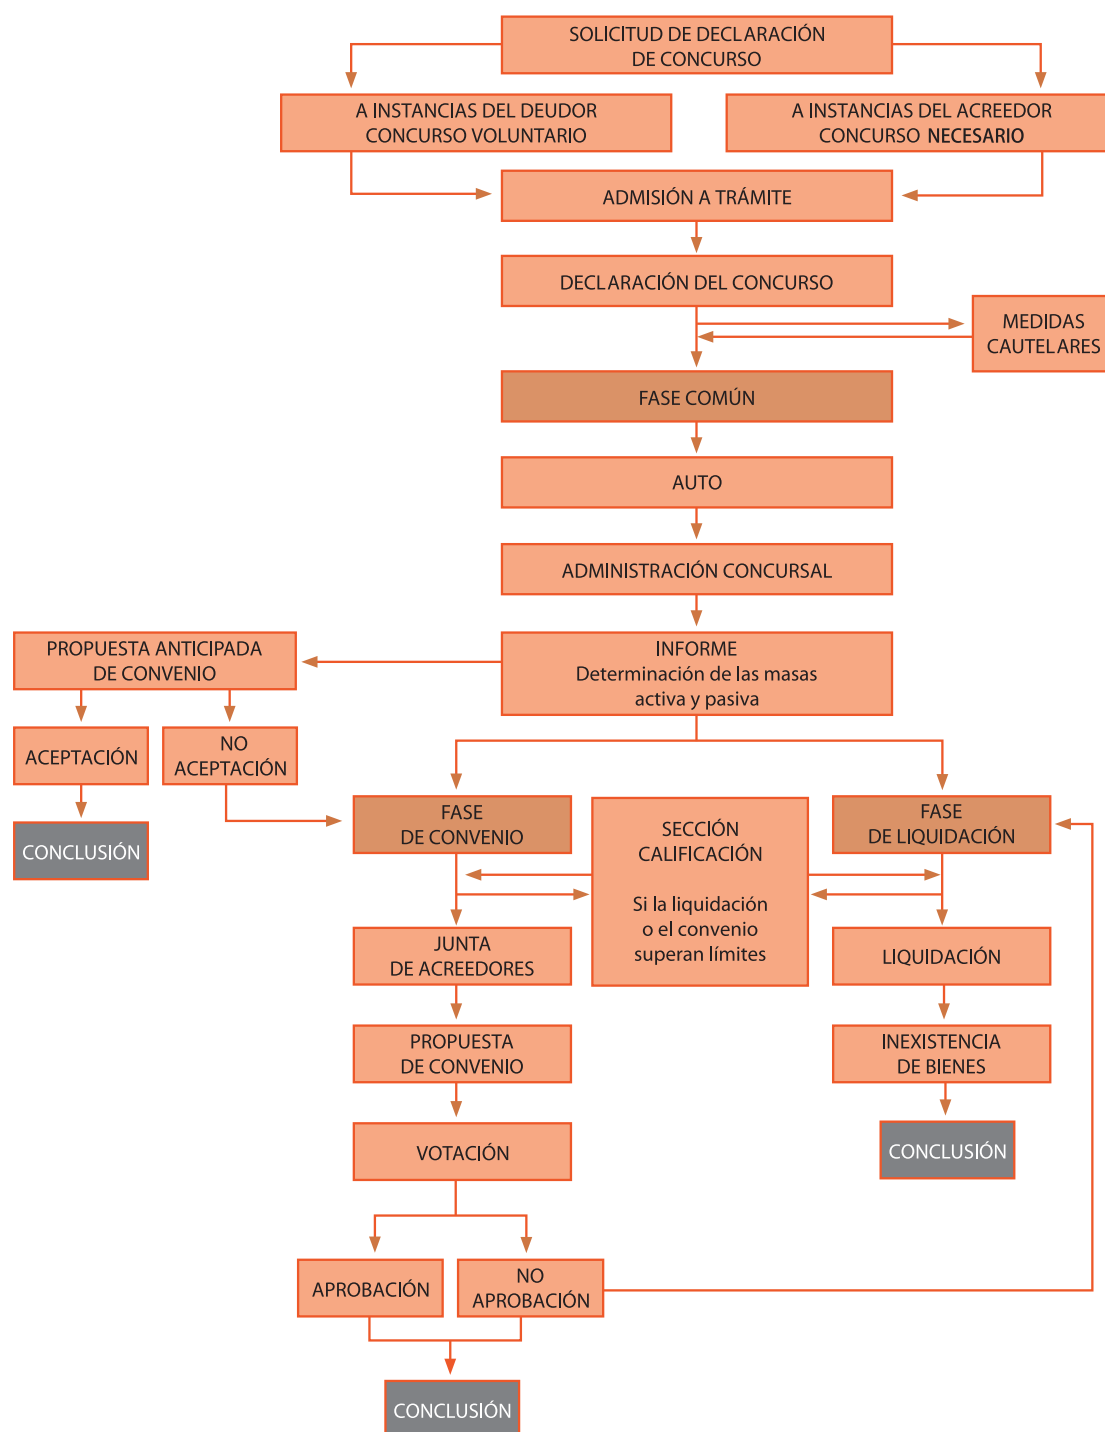 SOLICITUD DE DECLARACIÓN
DE CONCURSO
A INSTANCIAS DEL DEUDOR
CONCURSO VOLUNTARIO
A INSTANCIAS DEL ACREEDOR
CONCURSO NECESARIO
ADMISIÓN A TRÁMITE
DECLARACIÓN DEL CONCURSO
MEDIDAS
CAUTELARES
FASE COMÚN
AUTO
ADMINISTRACIÓN CONCURSAL
INFORME
Determinación de las masas
activa y pasiva
PROPUESTA ANTICIPADA
DE CONVENIO
ACEPTACIÓN
NO
ACEPTACIÓN
CONCLUSIÓN
FASE
DE CONVENIO
SECCIÓN
CALIFICACIÓN
Si la liquidación
o el convenio
superan límites
FASE
DE LIQUIDACIÓN
JUNTA
DE ACREEDORES
LIQUIDACIÓN
PROPUESTA
DE CONVENIO
INEXISTENCIA
DE BIENES
VOTACIÓN
CONCLUSIÓN
APROBACIÓN
NO
APROBACIÓN
CONCLUSIÓN